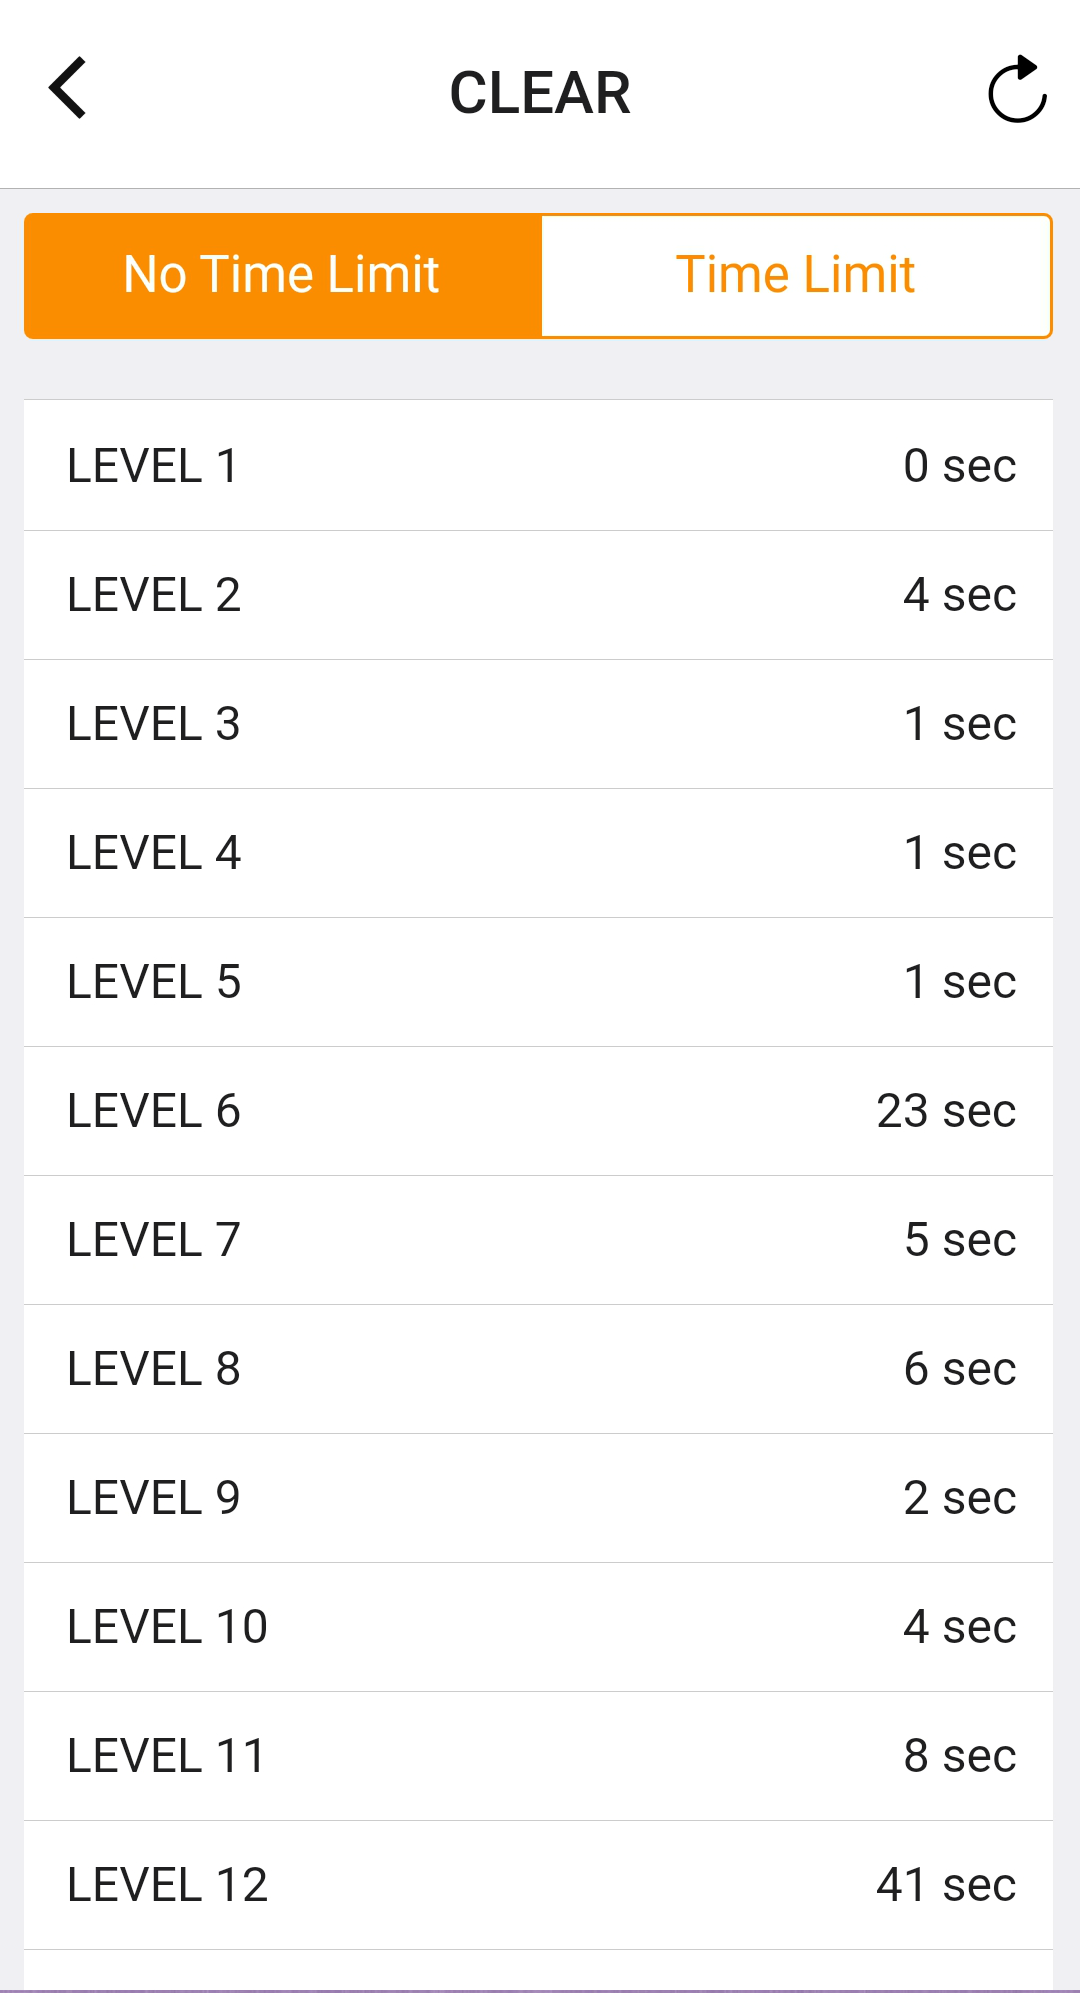 CLEAR
No Time Limit Time Limit
LEVEL 1 0 sec
LEVEL 2 4 sec
LEVEL 3 1 sec
LEVEL 4 1 sec
LEVEL 5 1 sec
LEVEL 6 23 sec
LEVEL 7 5 sec
LEVEL 8 6 sec
LEVEL 9 2 sec
LEVEL 10 4 sec
LEVEL 11 8 sec
LEVEL 12 41 sec